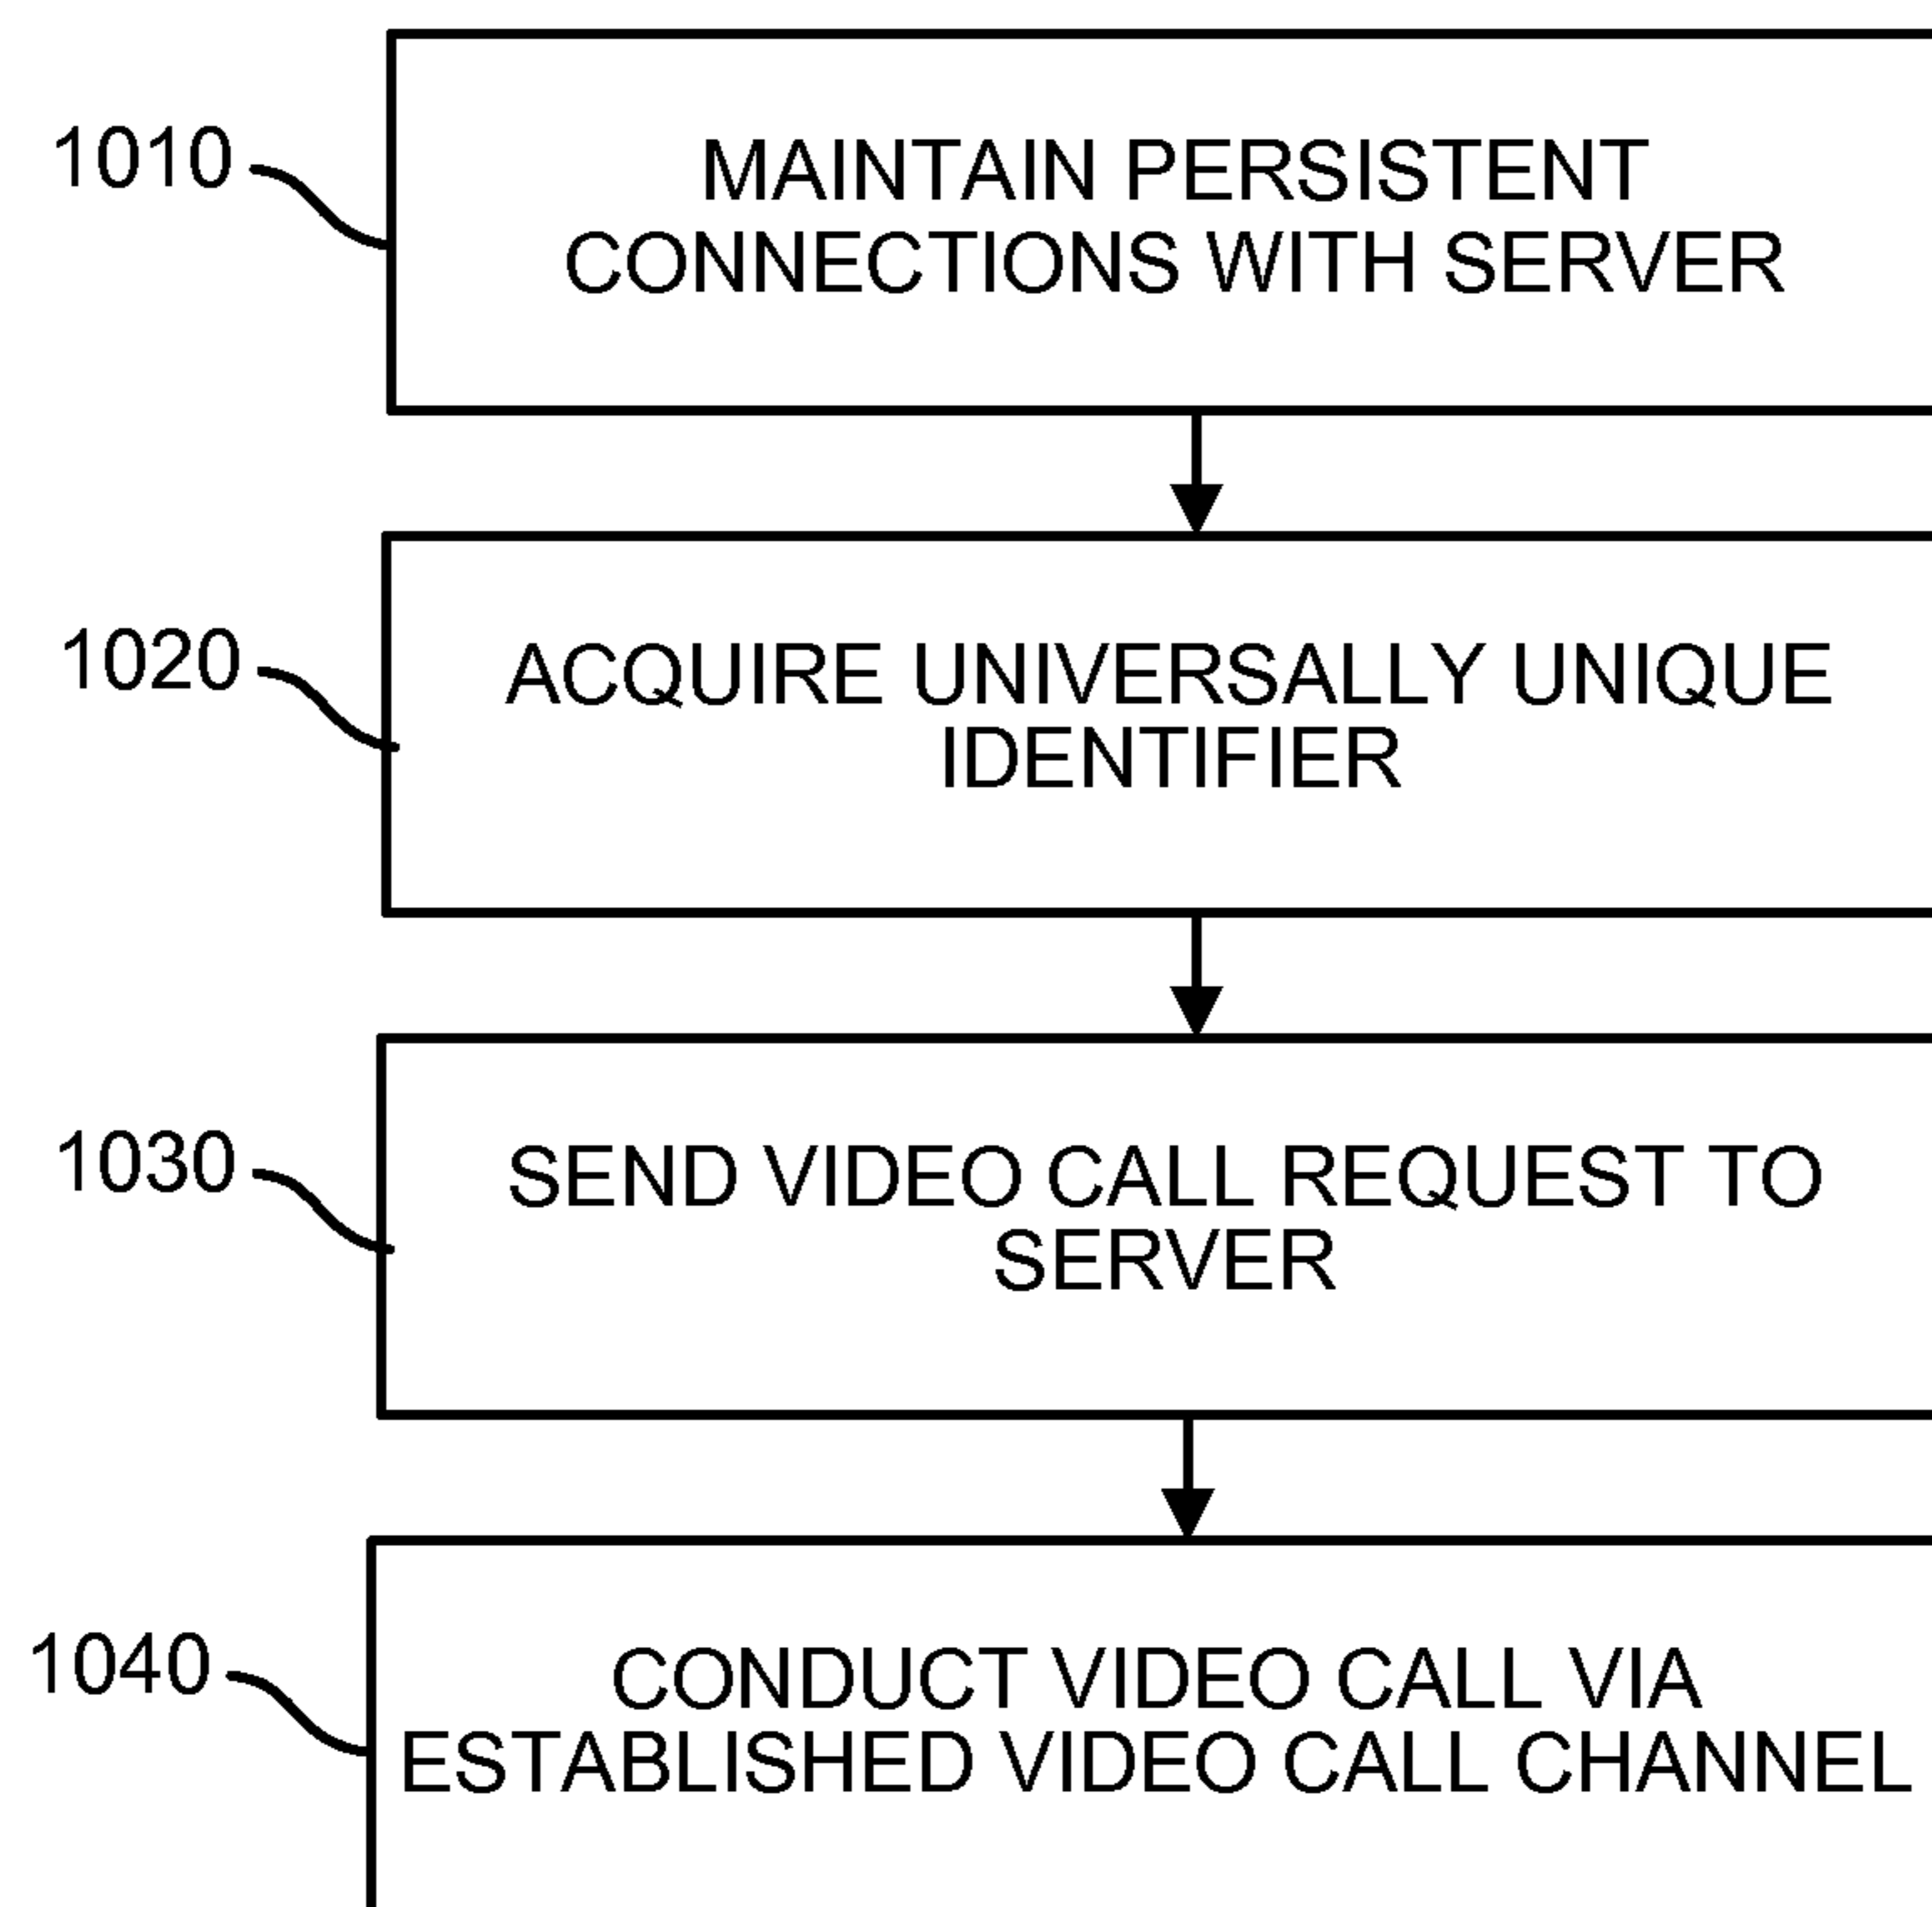 1010
MAINTAIN PERSISTENT
CONNECTIONS WITH SERVER
1020
ACQUIRE UNIVERSALLY UNIQUE
IDENTIFIER
1030
SEND VIDEO CALL REQUEST TO
SERVER
1040
CONDUCT VIDEO CALL VIA
ESTABLISHED VIDEO CALL CHANNEL